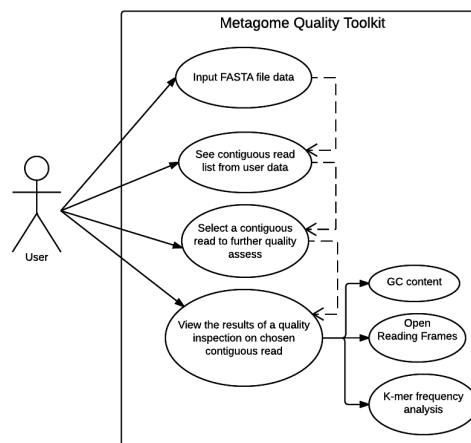 Metagome Quality Toolkit
Input FASTA file data
See contiguous read
list from user data
Select a contiguous
read to further quality
assess
User
View the results of a quality
inspection on chosen
contiguous read
GC content
Open
Reading Frames
K-mer frequency
analysis